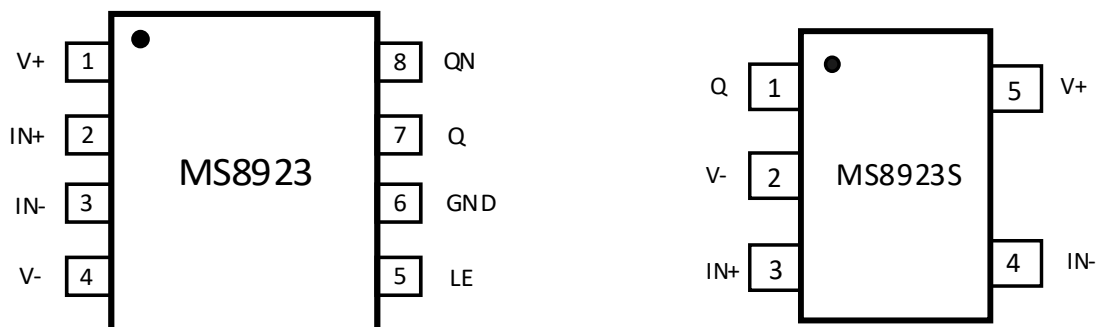 V+ 1 8 QN
IN+ 2 7 Q
MS8923
IN- 3 6 GND
V- 4 5 LE
Q 1 5 V+
V- 2 MS8923S
IN+ 3 4 IN-